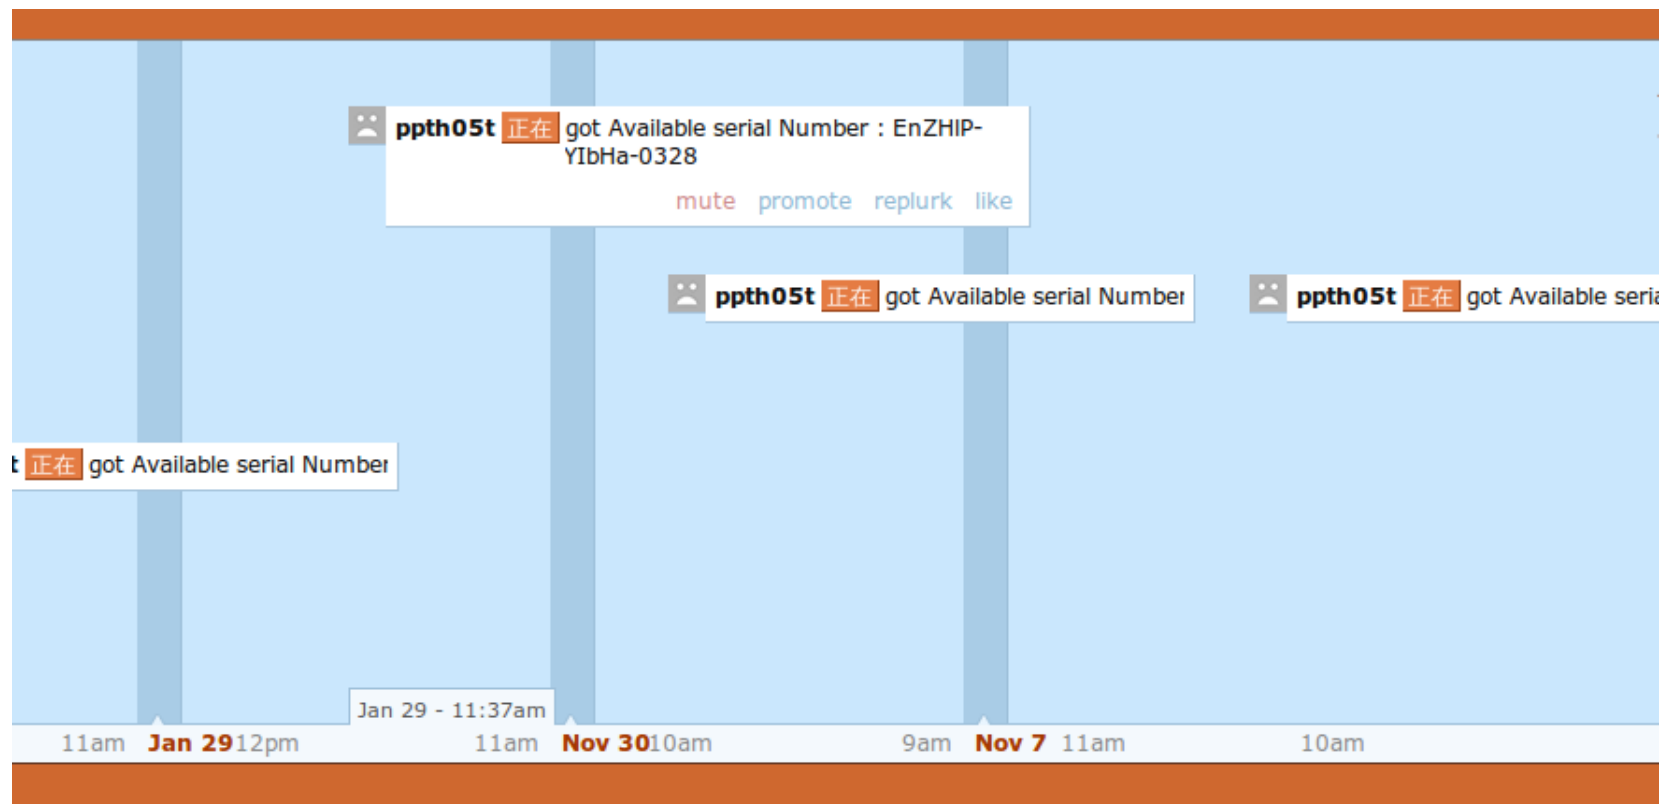 ppth05t 正在 got Available serial Number : EnZHlP-
YIbHa-0328
mute promote replurk like
ppth05t 正在 got Available serial Number
ppth05t 正在 got Available seria
t 正在 got Available serial Number
Jan 29 - 11:37am
11am Jan 29 12pm 11am Nov 30 10am 9am Nov 7 11am 10am